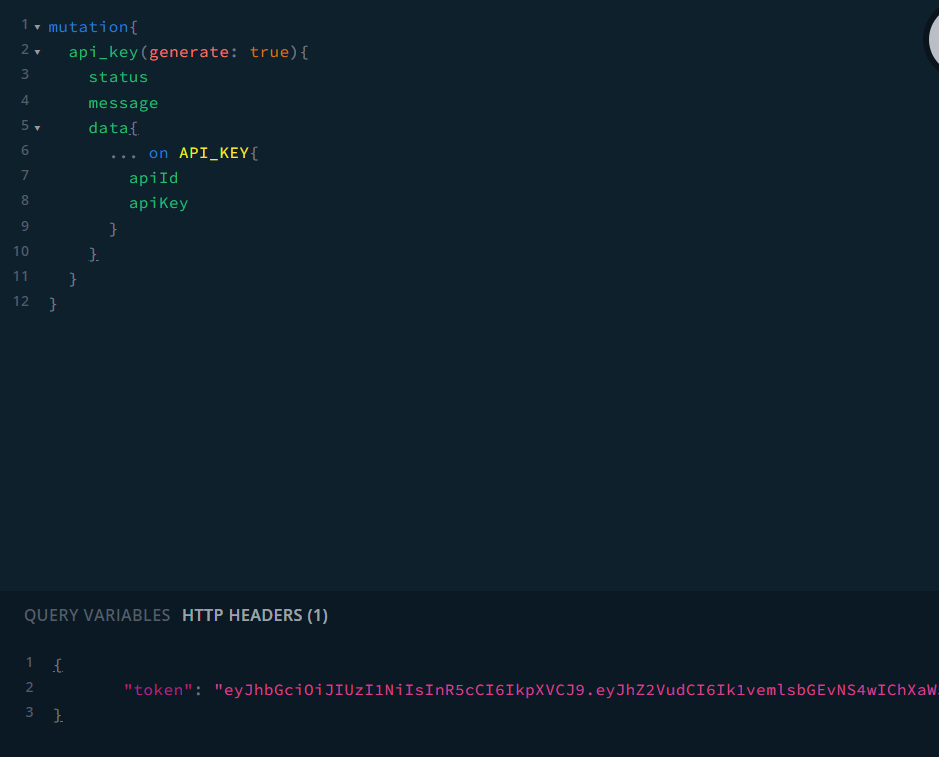 1 mutation{
2 api_key(generate: true){
3 status
4 message
5 data{
6 ... on API_KEY{
7 apiId
8 apiKey
9 }
10 }
11 }
12 }
QUERY VARIABLES HTTP HEADERS (1)
1 {
2 "token": "eyJhbGciOiJIUzI1NiIsInR5cCI6IkpXVCJ9.eyJhZ2VudCI6Ik1vemlsbGEvNS4wIChXaW
3 }